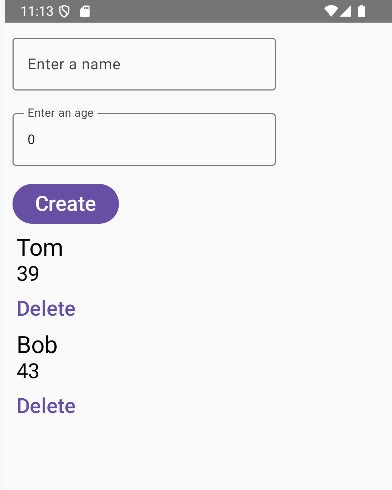 11:13
Enter a name
Enter an age
0
Create
Tom
39
Delete
Bob
43
Delete